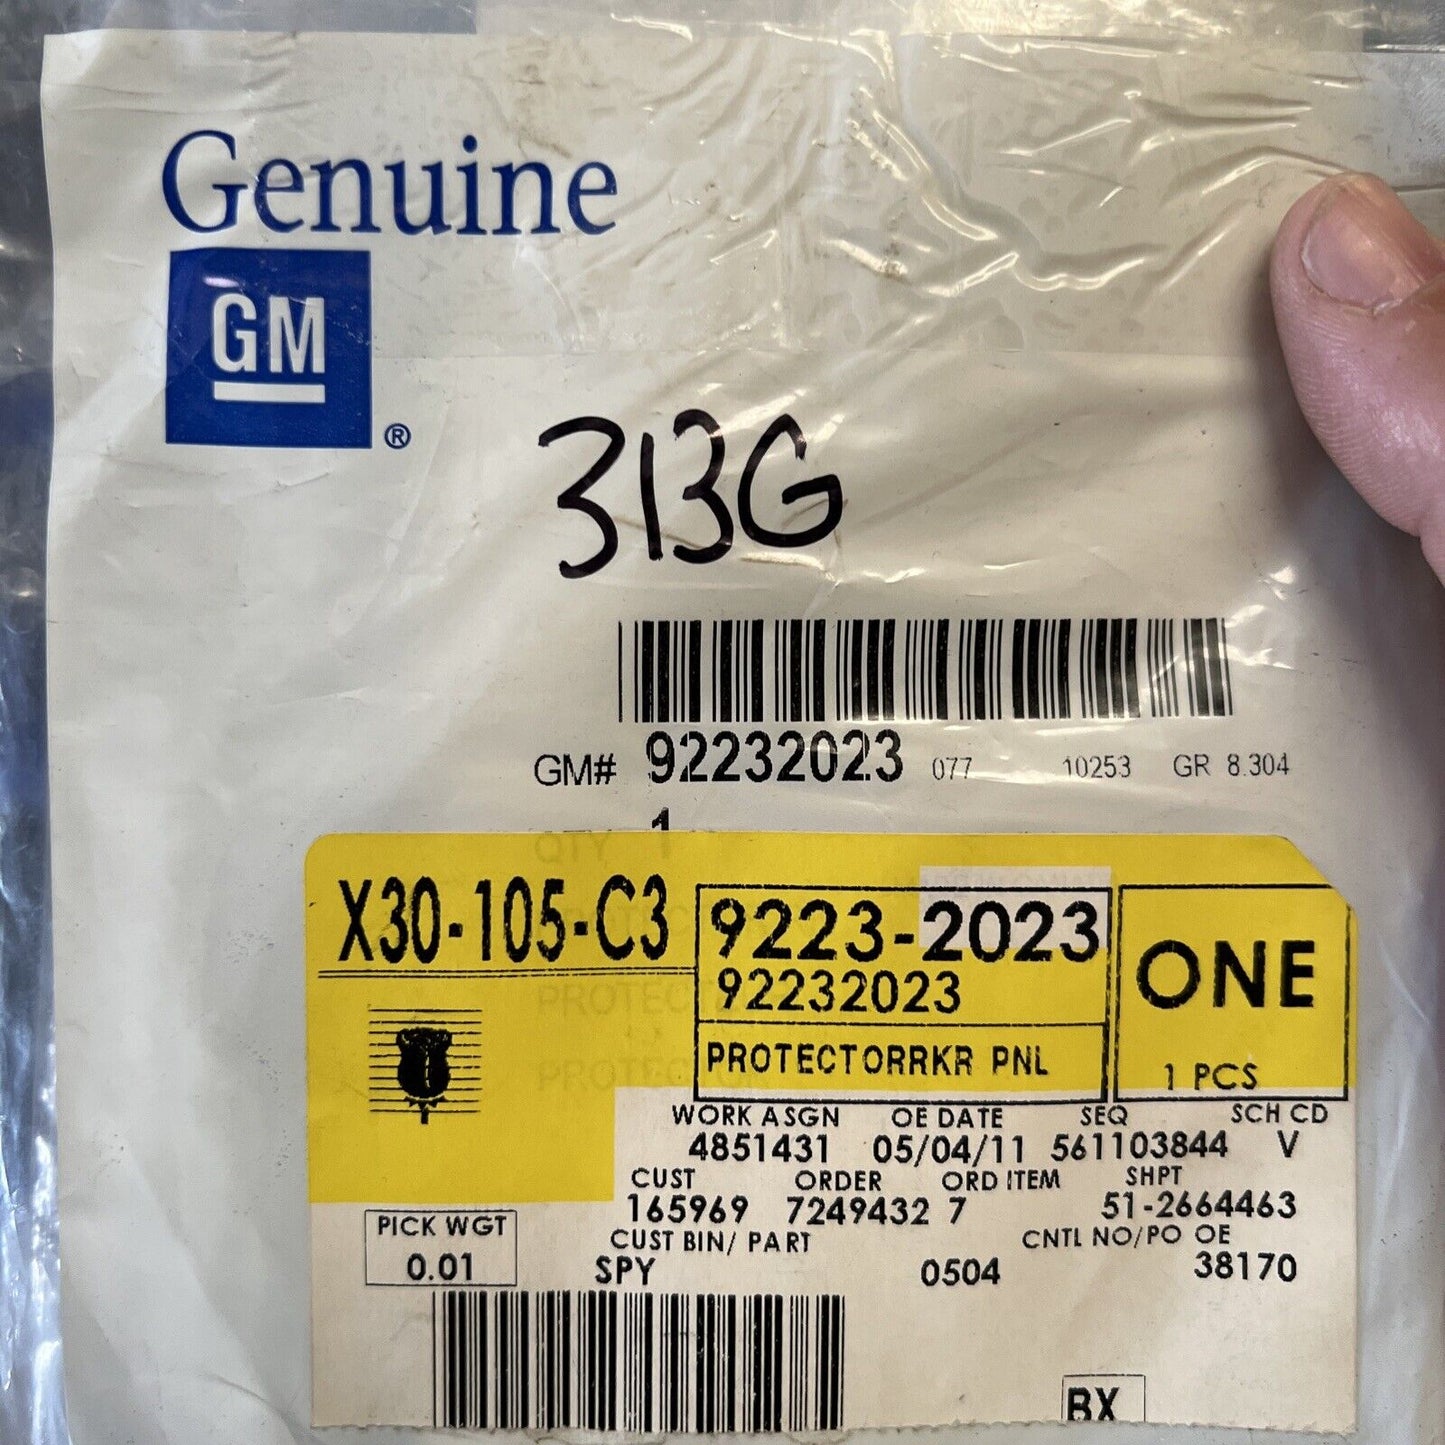 Genuine
GM
®
313G
GM# 92232023 077 10253 GR 8.304
QTY 1
X30-105-C3
9223-2023
92232023
PROTECTORRKR PNL
ONE
1 PCS
PROTECTOR
WORK ASGN OE DATE SEQ SCH CD
4851431 05/04/11 561103844 V
CUST ORDER ORD ITEM SHPT
165969 7249432 7 51-2664463
CUST BIN/ PART CNTL NO/PO OE
SPY 0504 38170
PICK WGT
0.01
BX